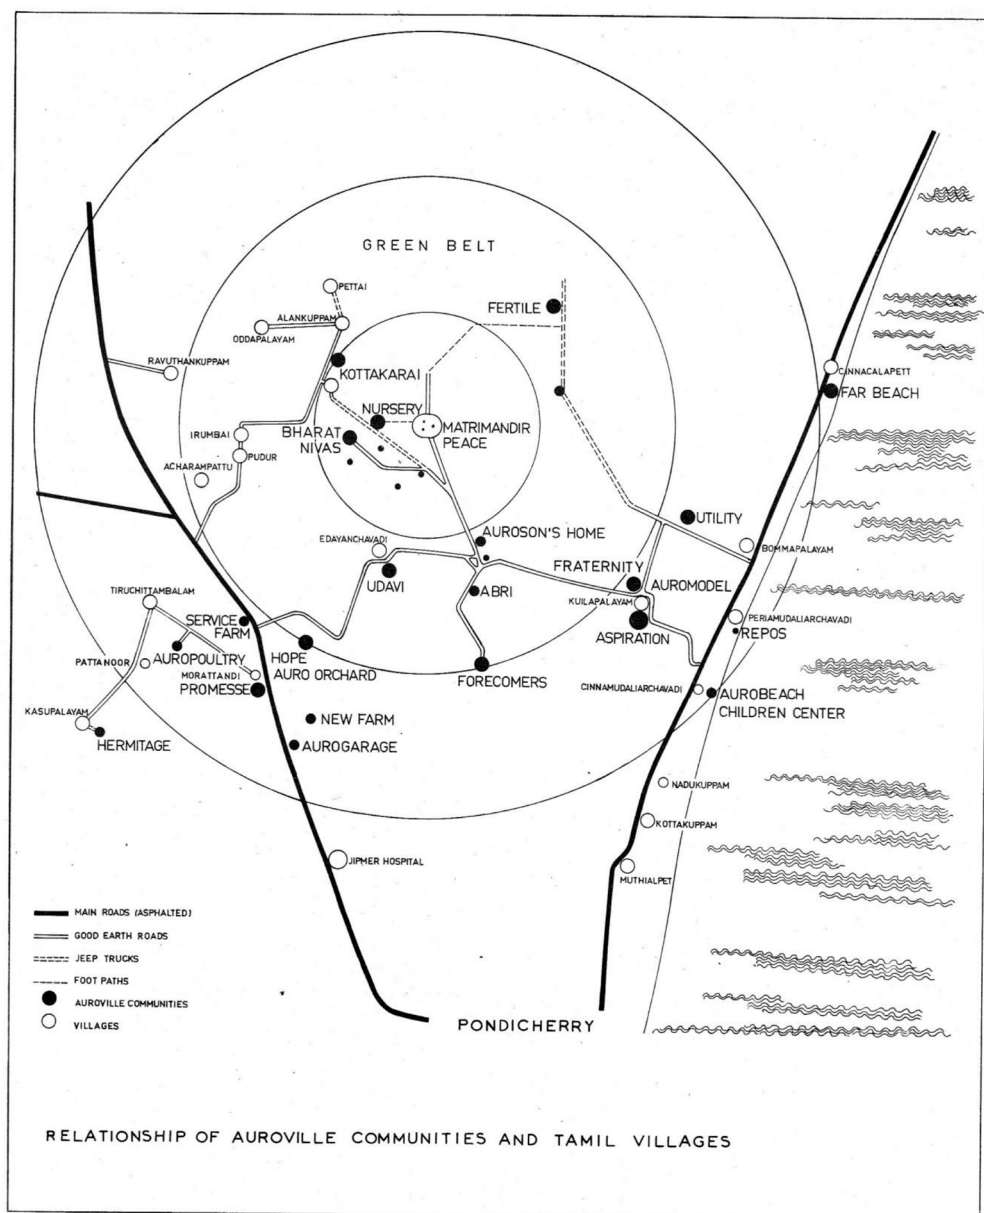 GREEN BELT
PETTAI
ALANKUPPAM
ODDAPALAYAM
FERTILE
RAVUTHANKUPPAM
KOTTAKARAI
CINNACALAPETT
FAR BEACH
NURSERY
MATRIMANDIR
PEACE
BHARAT
NIVAS
IRUMBAI
PUDUR
ACHARAMPATTU
UTILITY
AUROSON'S HOME
EDAYANCHAVADI
BOMMAPALAYAM
UDAVI
FRATERNITY
AUROMODEL
ABRI
KUILAPALAYAM
ASPIRATION
TIRUCHITTAMBALAM
SERVICE
FARM
PERIAMUDALIARCHAVADI
REPOS
AUROPOULTRY
HOPE
AURO ORCHARD
PATTANOOR
MORATTANDI
PROMESSE
FORECOMERS
CINNAMUDALIARCHAVADI
AUROBEACH
CHILDREN CENTER
KASUPALAYAM
HERMITAGE
NEW FARM
AUROGARAGE
NADUKUPPAM
KOTTAKUPPAM
JIPMER HOSPITAL
MUTHIALPET
MAIN ROADS (ASPHALTED)
GOOD EARTH ROADS
JEEP TRUCKS
FOOT PATHS
AUROVILLE COMMUNITIES
VILLAGES
PONDICHERRY
RELATIONSHIP OF AUROVILLE COMMUNITIES AND TAMIL VILLAGES